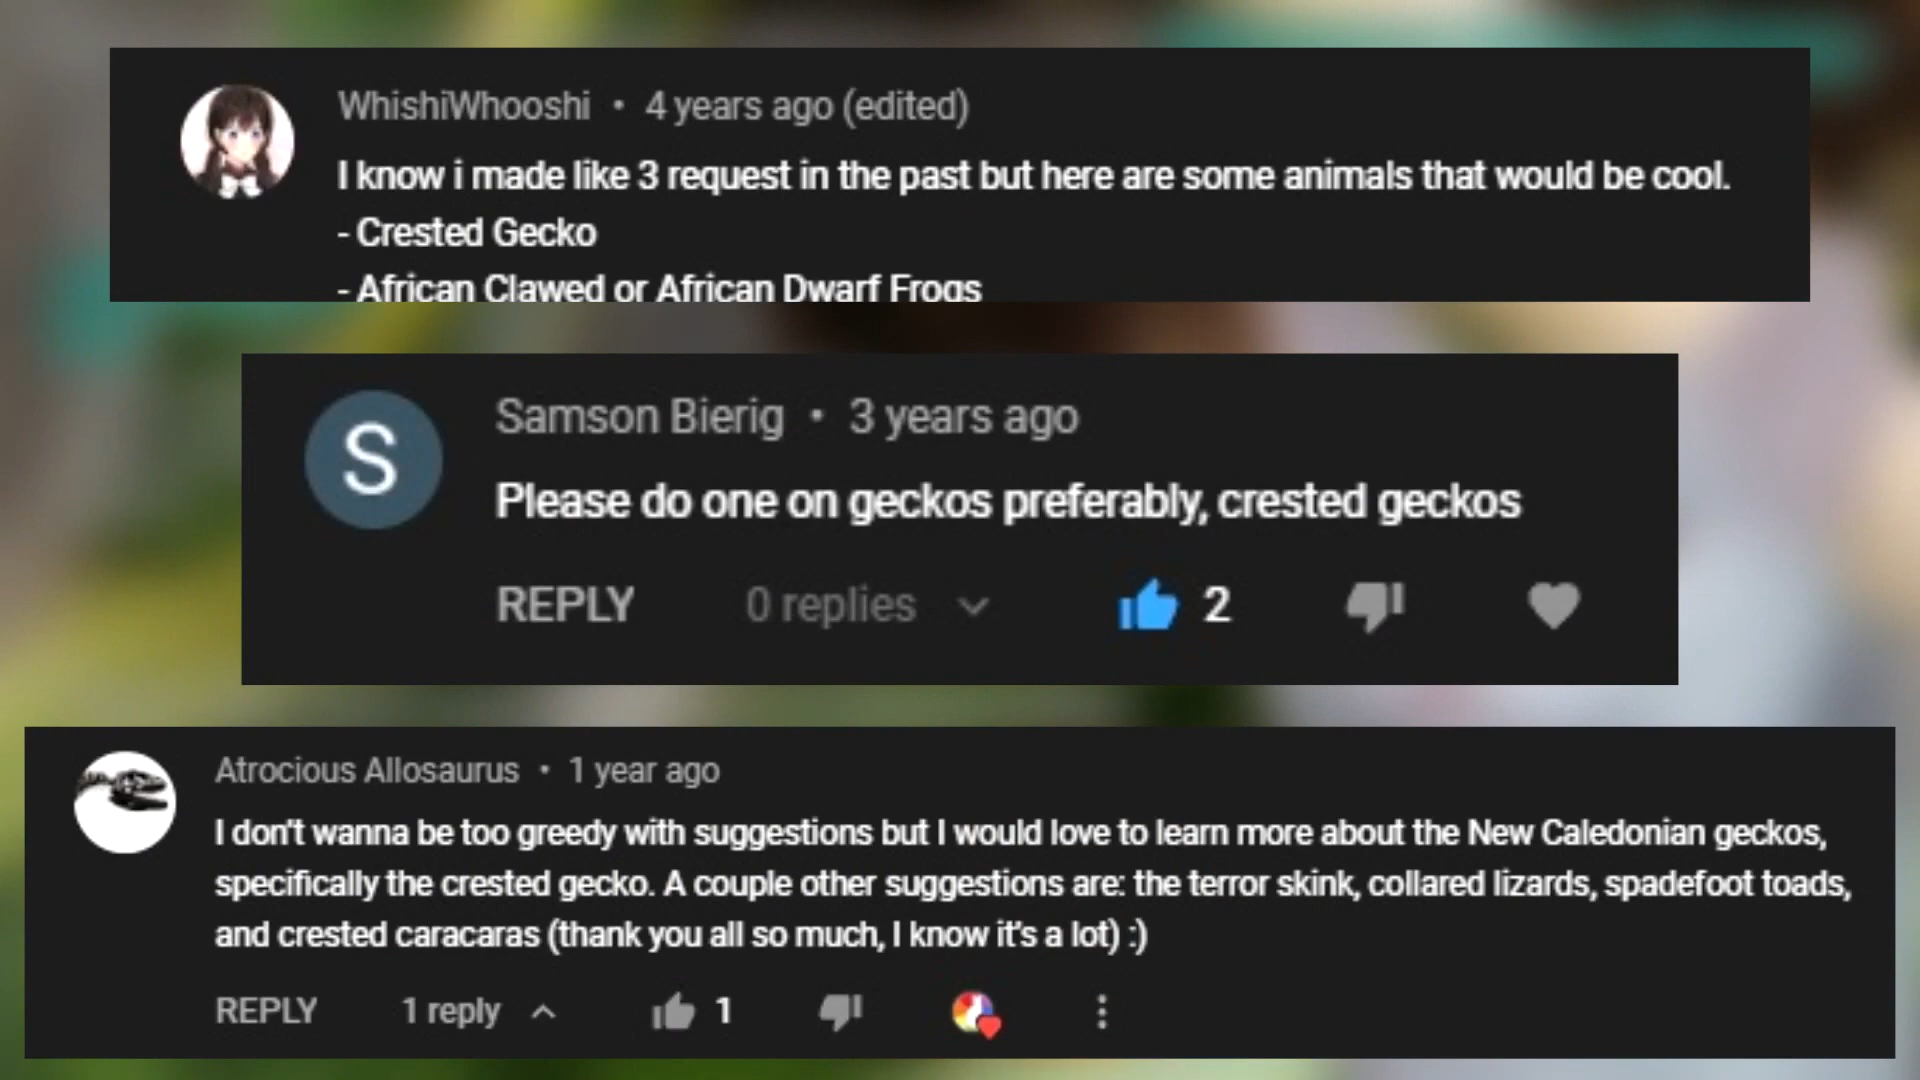 WhishiWhooshi • 4 years ago (edited)
I know i made like 3 request in the past but here are some animals that would be cool.
- Crested Gecko
- African Clawed or African Dwarf Frogs
S
Samson Bierig • 3 years ago
Please do one on geckos preferably, crested geckos
REPLY 0 replies 2
Atrocious Allosaurus • 1 year ago
I don't wanna be too greedy with suggestions but I would love to learn more about the New Caledonian geckos,
specifically the crested gecko. A couple other suggestions are: the terror skink, collared lizards, spadefoot toads,
and crested caracaras (thank you all so much, I know it's a lot) :)
REPLY 1 reply 1